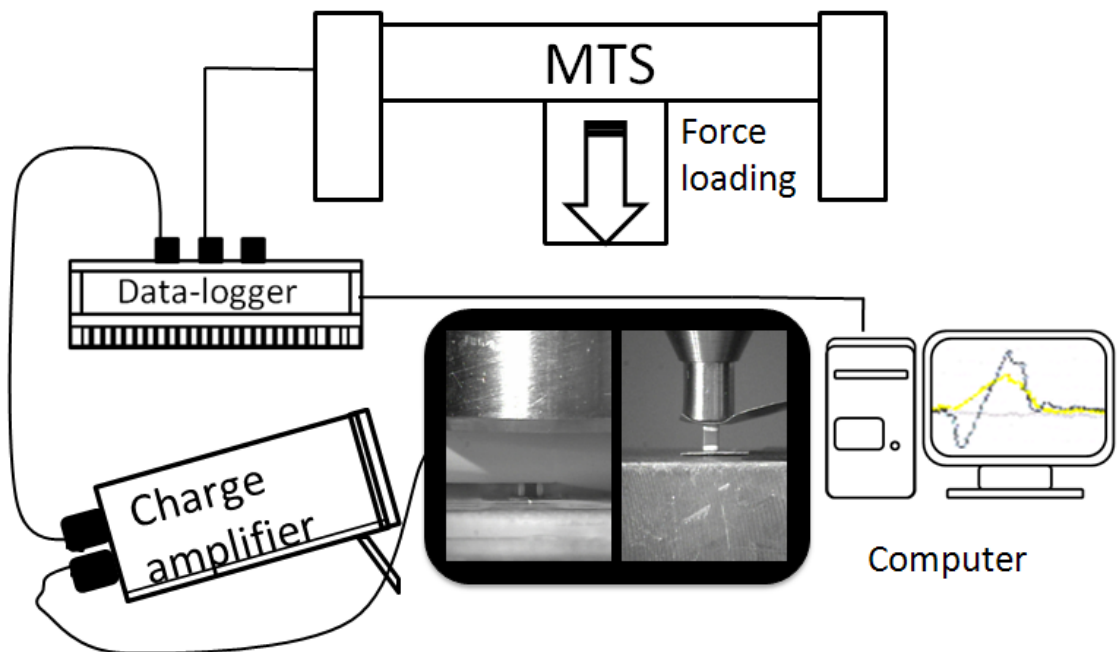 MTS
Force
loading
Data-logger
Charge
amplifier
Computer